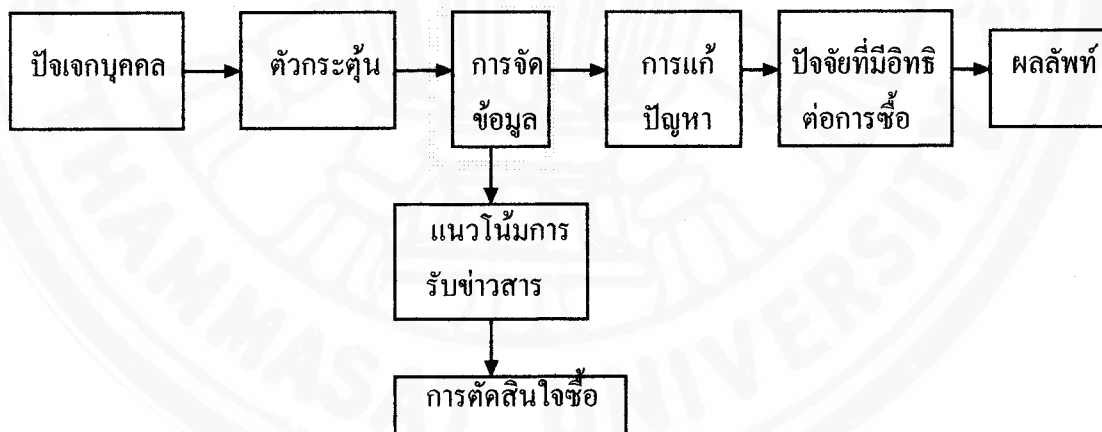 ปัจเจกบุคคล
ตัวกระตุ้น
การจัด
ข้อมูล
การแก้
ปัญหา
ปัจจัยที่มีอิทธิ
ต่อการซื้อ
ผลลัพท์
แนวโน้มการ
รับข่าวสาร
การตัดสินใจซื้อ
THAMMASAT UNIVERSITY